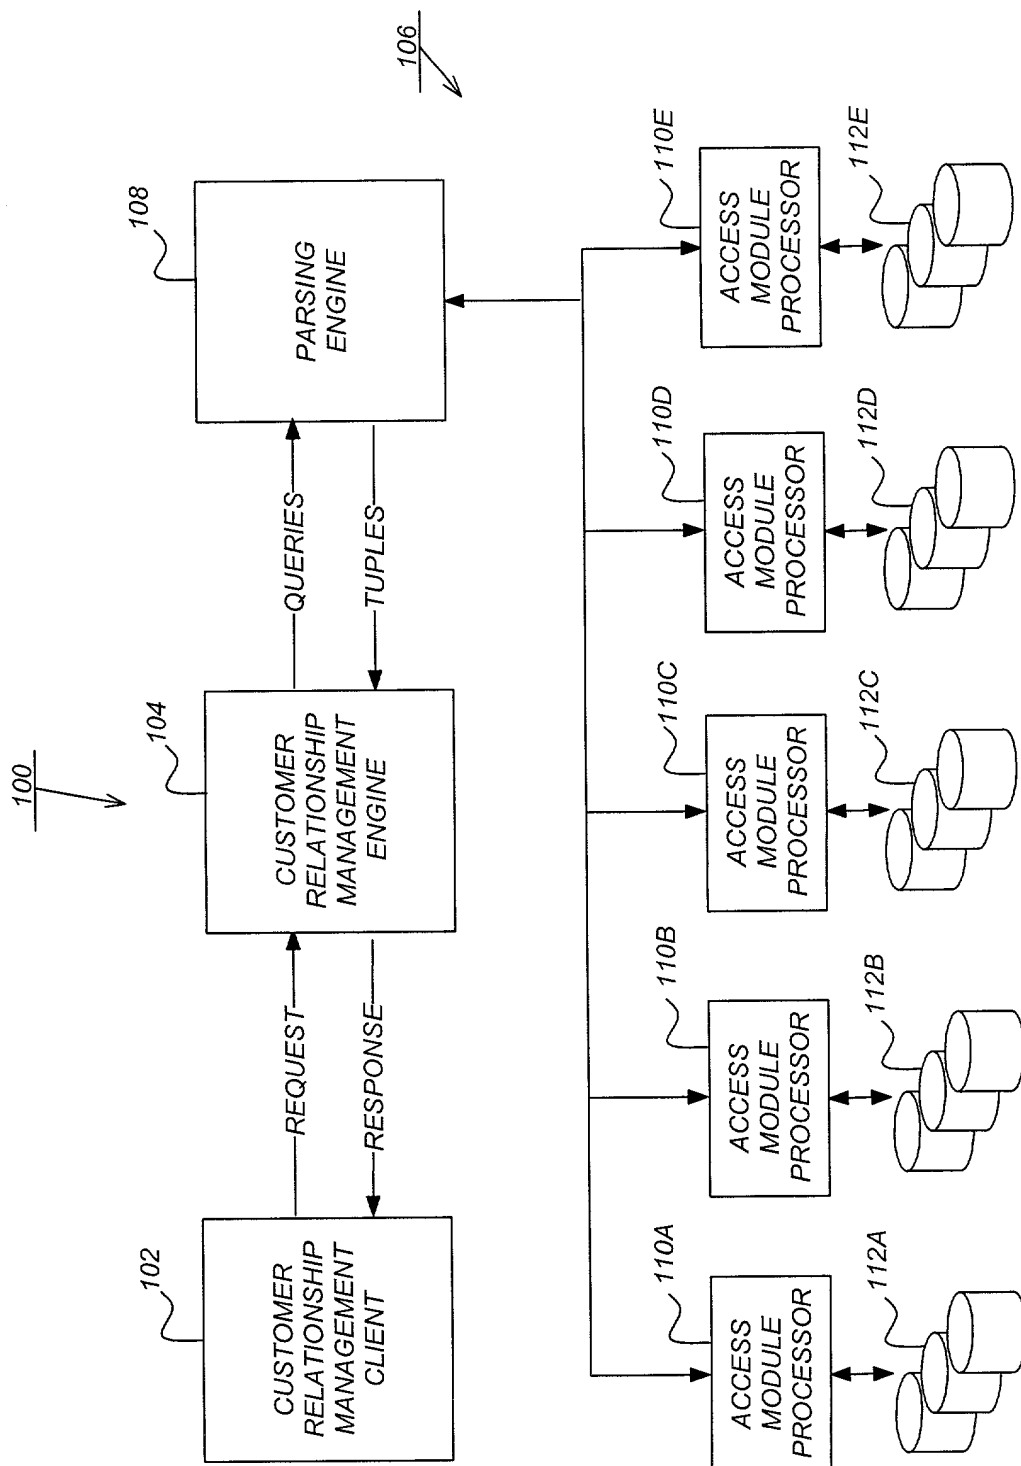 100
106
102
CUSTOMER
RELATIONSHIP
MANAGEMENT
CLIENT
REQUEST
RESPONSE
104
CUSTOMER
RELATIONSHIP
MANAGEMENT
ENGINE
QUERIES
TUPLES
108
PARSING
ENGINE
110A
ACCESS
MODULE
PROCESSOR
112A
110B
ACCESS
MODULE
PROCESSOR
112B
110C
ACCESS
MODULE
PROCESSOR
112C
110D
ACCESS
MODULE
PROCESSOR
112D
110E
ACCESS
MODULE
PROCESSOR
112E